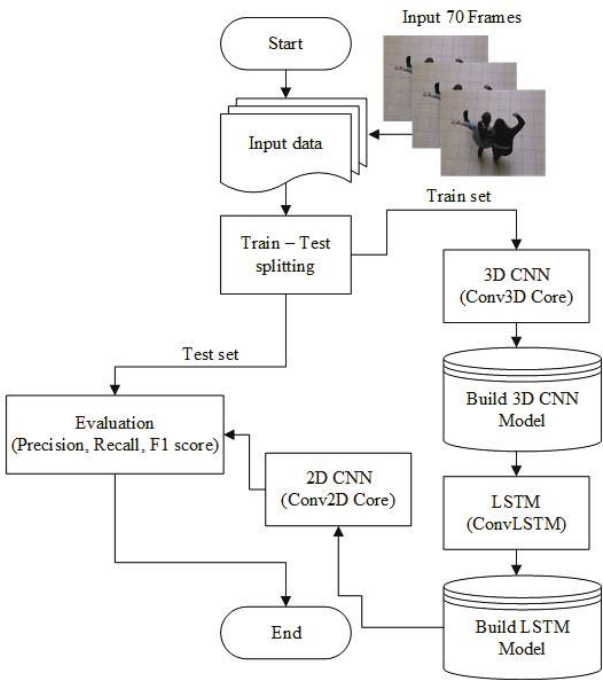 Input 70 Frames
Start
Input data
Train set
Train – Test
splitting
3D CNN
(Conv3D Core)
Test set
Build 3D CNN
Model
Evaluation
(Precision, Recall, F1 score)
2D CNN
(Conv2D Core)
LSTM
(ConvLSTM)
End
Build LSTM
Model